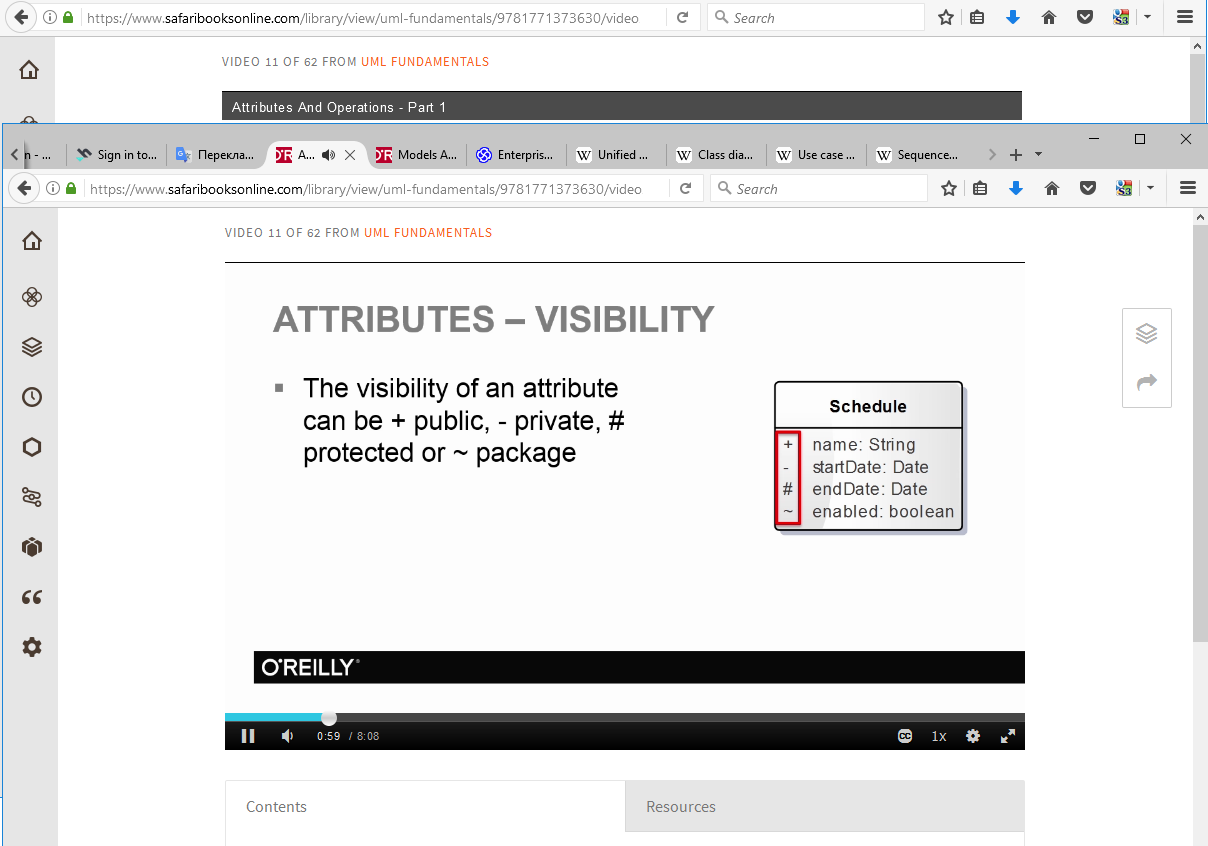 https://www.safaribooksonline.com/library/view/uml-fundamentals/9781771373630/video
Search
VIDEO 11 OF 62 FROM UML FUNDAMENTALS
Attributes And Operations - Part 1
n - ...
Sign in to...
Перекла...
A...
Models A...
Enterpris...
Unified ...
Class dia...
Use case ...
Sequence...
https://www.safaribooksonline.com/library/view/uml-fundamentals/9781771373630/video
Search
VIDEO 11 OF 62 FROM UML FUNDAMENTALS
ATTRIBUTES – VISIBILITY
The visibility of an attribute
can be + public, - private, #
protected or ~ package
Schedule
+ name: String
- startDate: Date
# endDate: Date
~ enabled: boolean
O'REILLY®
0:59 / 8:08
CC
1x
Contents
Resources